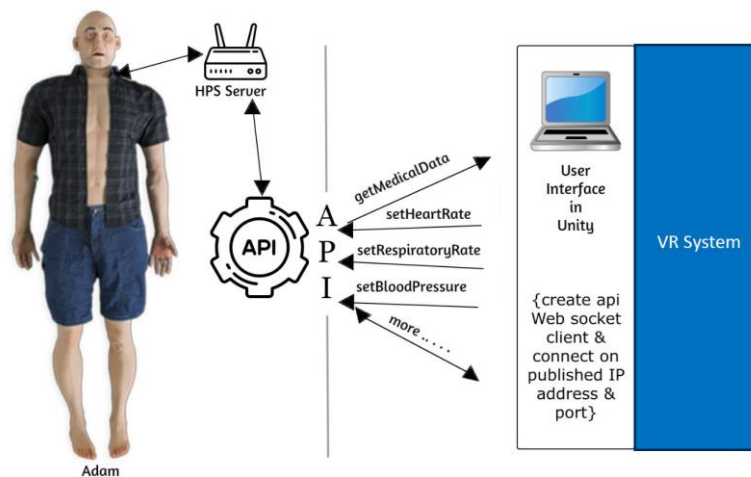 HPS Server
Adam
API
A
P
I
getMedicalData
setHeartRate
setRespiratoryRate
setBloodPressure
more .. . . .
User
Interface
in
Unity
{create api
Web socket
client &
connect on
published IP
address &
port}
VR System